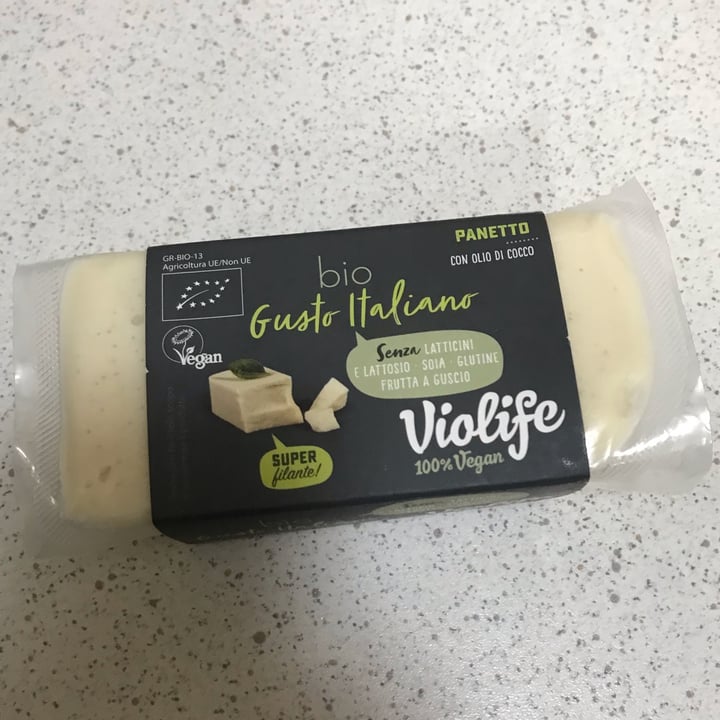 GR-BIO-13
Agricoltura UE/Non UE
Vegan
bio
Gusto Italiano
PANETTO
CON OLIO DI COCCO
Senza LATTICINI
E LATTOSIO · SOIA · GLUTINE
FRUTTA A GUSCIO
SUPER
filante!
Violife
100% Vegan